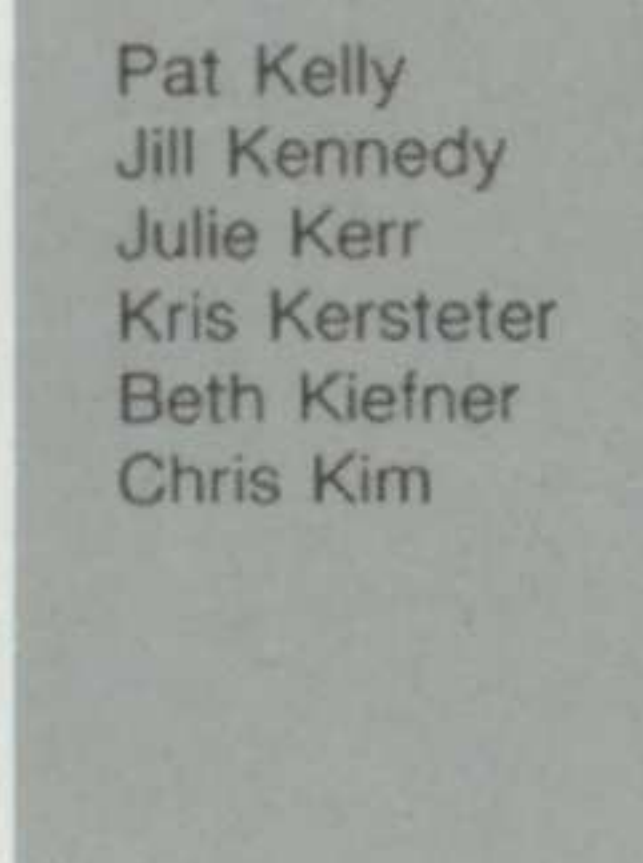 Pat Kelly
Jill Kennedy
Julie Kerr
Kris Kersteter
Beth Kiefner
Chris Kim